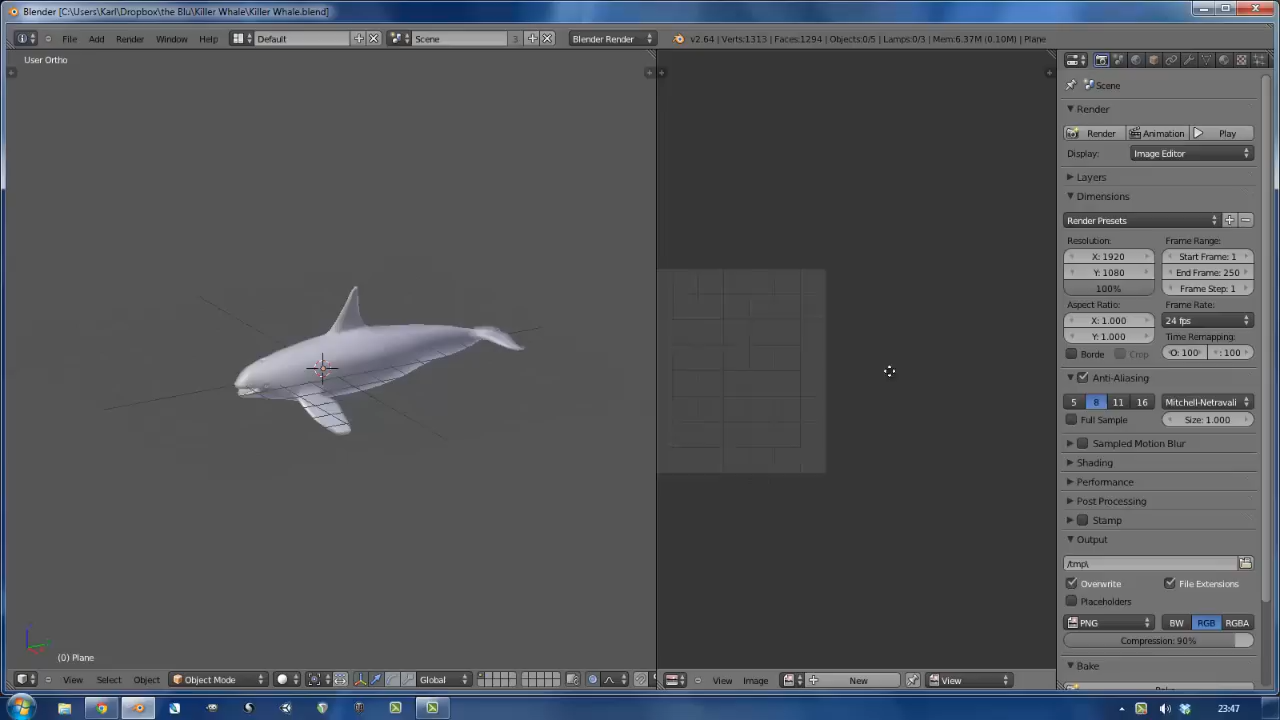 Blender [C:\Users\Karl\Dropbox\the Blu\Killer Whale\Killer Whale.blend]
File Add Render Window Help Default Scene 3 Blender Render v2.64 | Verts:1313 | Faces:1294 | Objects:0/5 | Lamps:0/3 | Mem:6.37M (0.10M) | Plane
User Ortho
Scene
Render
Render Animation Play
Display: Image Editor
Layers
Dimensions
Render Presets
Resolution: Frame Range:
X: 1920 Start Frame: 1
Y: 1080 End Frame: 250
100% Frame Step: 1
Aspect Ratio: Frame Rate:
X: 1.000 24 fps
Y: 1.000 Time Remapping:
Borde Crop O: 100 : 100
Anti-Aliasing
5 8 11 16 Mitchell-Netravali
Full Sample Size: 1.000
Sampled Motion Blur
Shading
Performance
Post Processing
Stamp
Output
/tmp\
Overwrite File Extensions
Placeholders
PNG BW RGB RGBA
Compression: 90%
Bake
(0) Plane
View Select Object Object Mode Global View Image New View
23:47